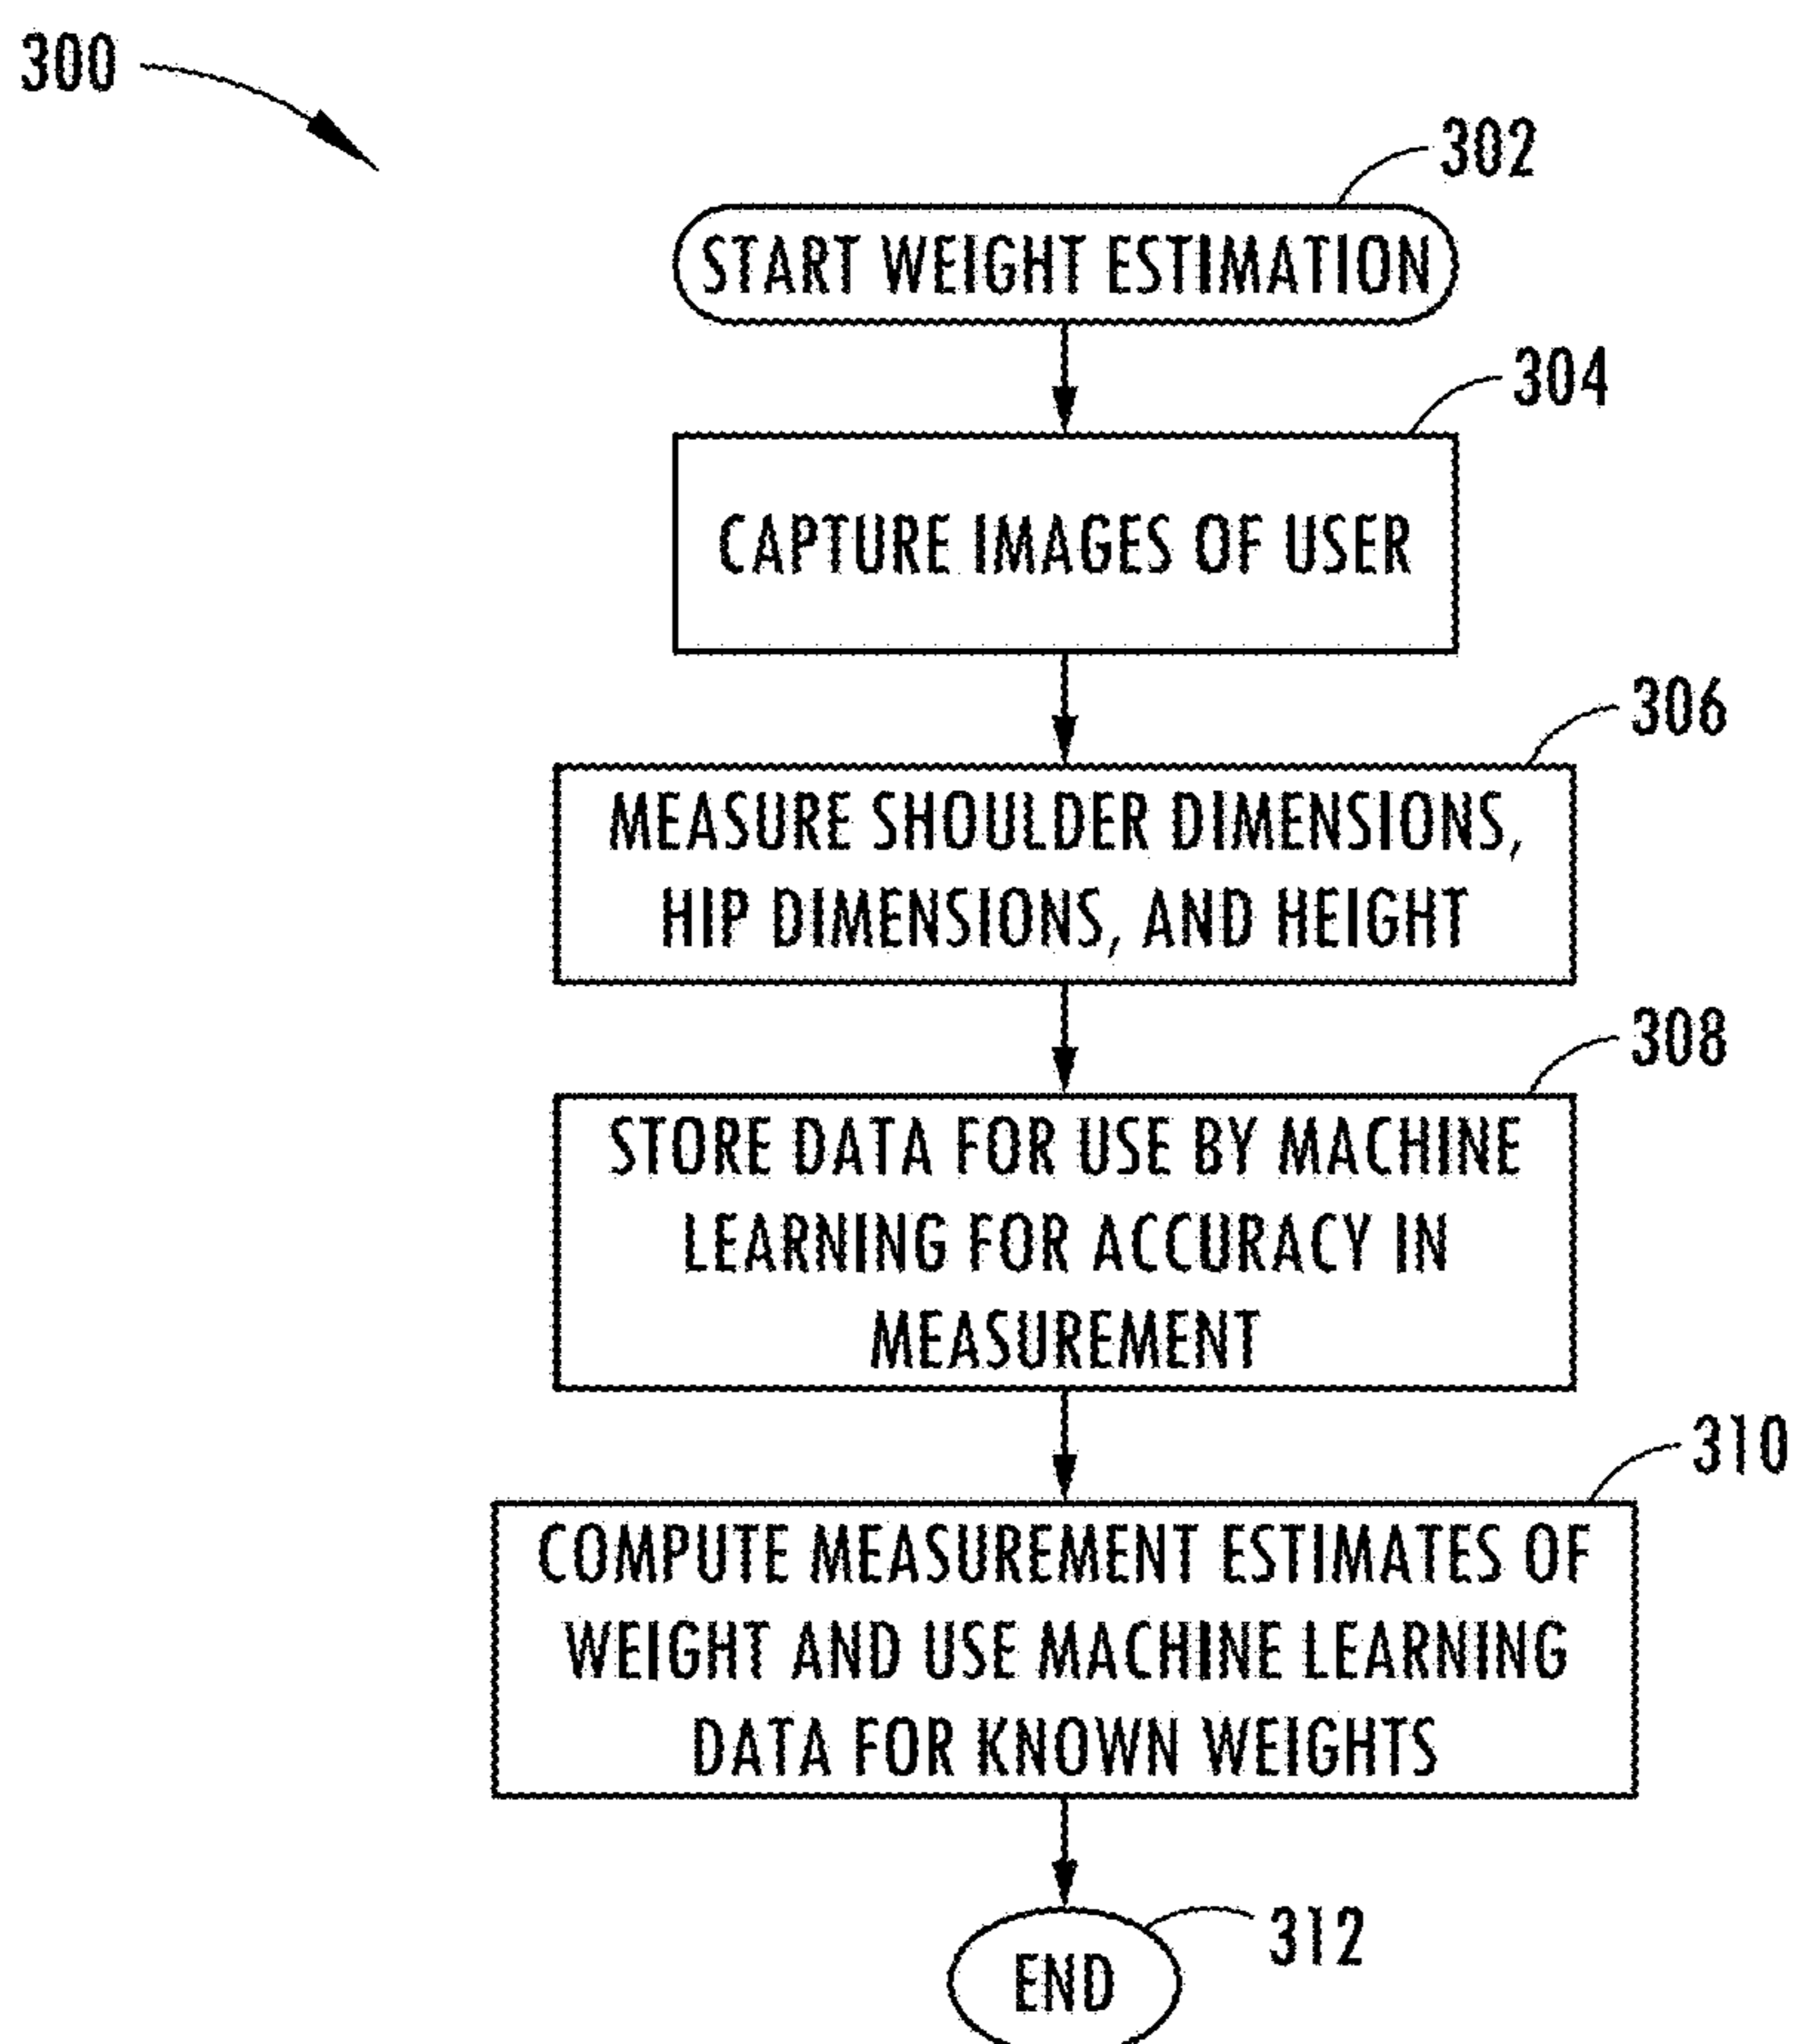 300
302
START WEIGHT ESTIMATION
304
CAPTURE IMAGES OF USER
306
MEASURE SHOULDER DIMENSIONS,
HIP DIMENSIONS, AND HEIGHT
308
STORE DATA FOR USE BY MACHINE
LEARNING FOR ACCURACY IN
MEASUREMENT
310
COMPUTE MEASUREMENT ESTIMATES OF
WEIGHT AND USE MACHINE LEARNING
DATA FOR KNOWN WEIGHTS
312
END